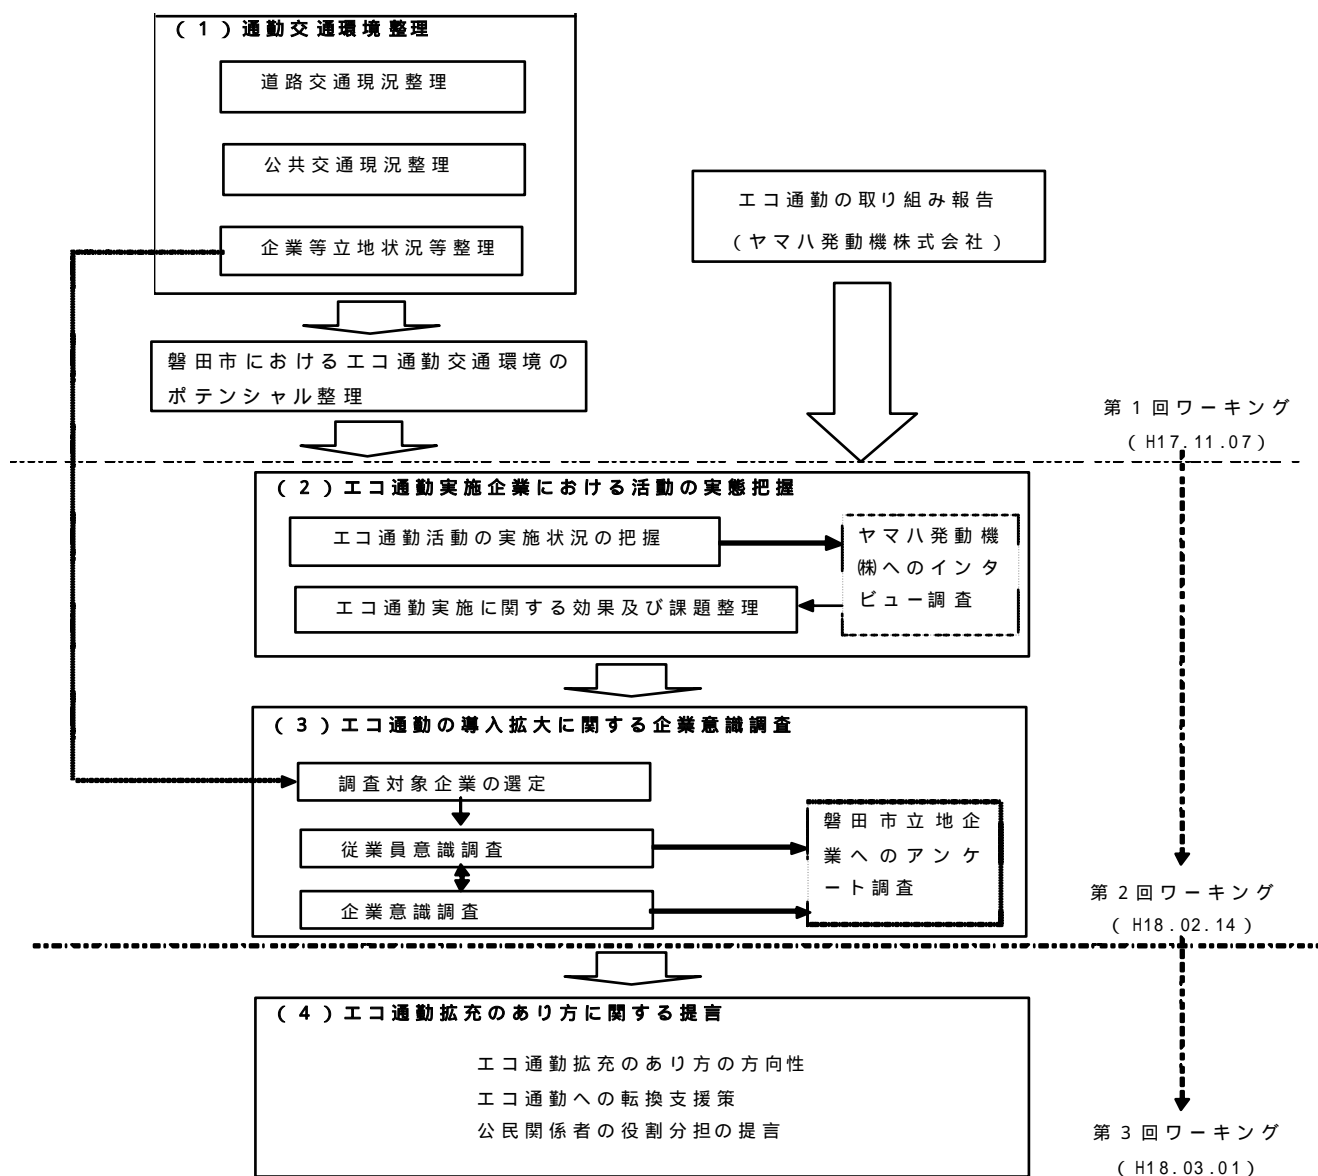 (1)通勤交通環境整理
道路交通現況整理
公共交通現況整理
企業等立地状況等整理
エコ通勤の取り組み報告
(ヤマハ発動機株式会社)
磐田市におけるエコ通勤交通環境の
ポテンシャル整理
第1回ワーキング
(H17.11.07)
(2)エコ通勤実施企業における活動の実態把握
エコ通勤活動の実施状況の把握
エコ通勤実施に関する効果及び課題整理
ヤマハ発動機
㈱へのインタ
ビュー調査
(3)エコ通勤の導入拡大に関する企業意識調査
調査対象企業の選定
従業員意識調査
企業意識調査
磐田市立地企
業へのアンケ
ート調査
第2回ワーキング
(H18.02.14)
(4)エコ通勤拡充のあり方に関する提言
エコ通勤拡充のあり方の方向性
エコ通勤への転換支援策
公民関係者の役割分担の提言
第3回ワーキング
(H18.03.01)